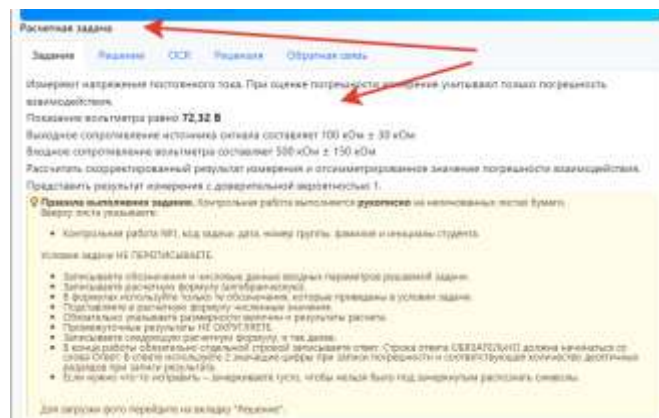 Расчетная задача
Задание Решение OCR Рецензия Обратная связь
Измеряют напряжение постоянного тока. При оценке погрешности измерения учитывают только погрешность
взаимодействия.
Показание вольтметра равно 72,32 В
Выходное сопротивление источника сигнала составляет 100 кОм ± 30 кОм
Входное сопротивление вольтметра составляет 500 кОм ± 150 кОм
Рассчитать скорректированный результат измерения и отсимметрированное значение погрешности взаимодействия.
Представить результат измерения с доверительной вероятностью 1.
Правила выполнения задания. Контрольная работа выполняется рукописно на нелинованных листах бумаги.
Вверху листа указываете:
Контрольная работа №1, код задачи, дата, номер группы, фамилия и инициалы студента.
Условие задачи НЕ ПЕРЕПИСЫВАЕТЕ.
Записываете обозначения и числовые данные входных параметров решаемой задачи.
Записываете расчетную формулу (алгебраическую).
В формулах используйте только те обозначения, которые приведены в условии задачи.
Подставляете в расчетную формулу численные значения.
Обязательно указываете размерности величин и результаты расчета.
Промежуточные результаты НЕ ОКРУГЛЯЕТЕ.
Записываете следующую расчетную формулу, и так далее.
В конце работы обязательно отдельной строкой записываете ответ. Строка ответа ОБЯЗАТЕЛЬНО должна начинаться со
слова Ответ. В ответе используйте 2 значащие цифры при записи погрешности и соответствующее количество десятичных
разрядов при записи результата.
Если нужно что-то исправить – зачеркиваете густо, чтобы нельзя было под зачеркнутым распознать символы.
Для загрузки фото перейдите на вкладку "Решение".